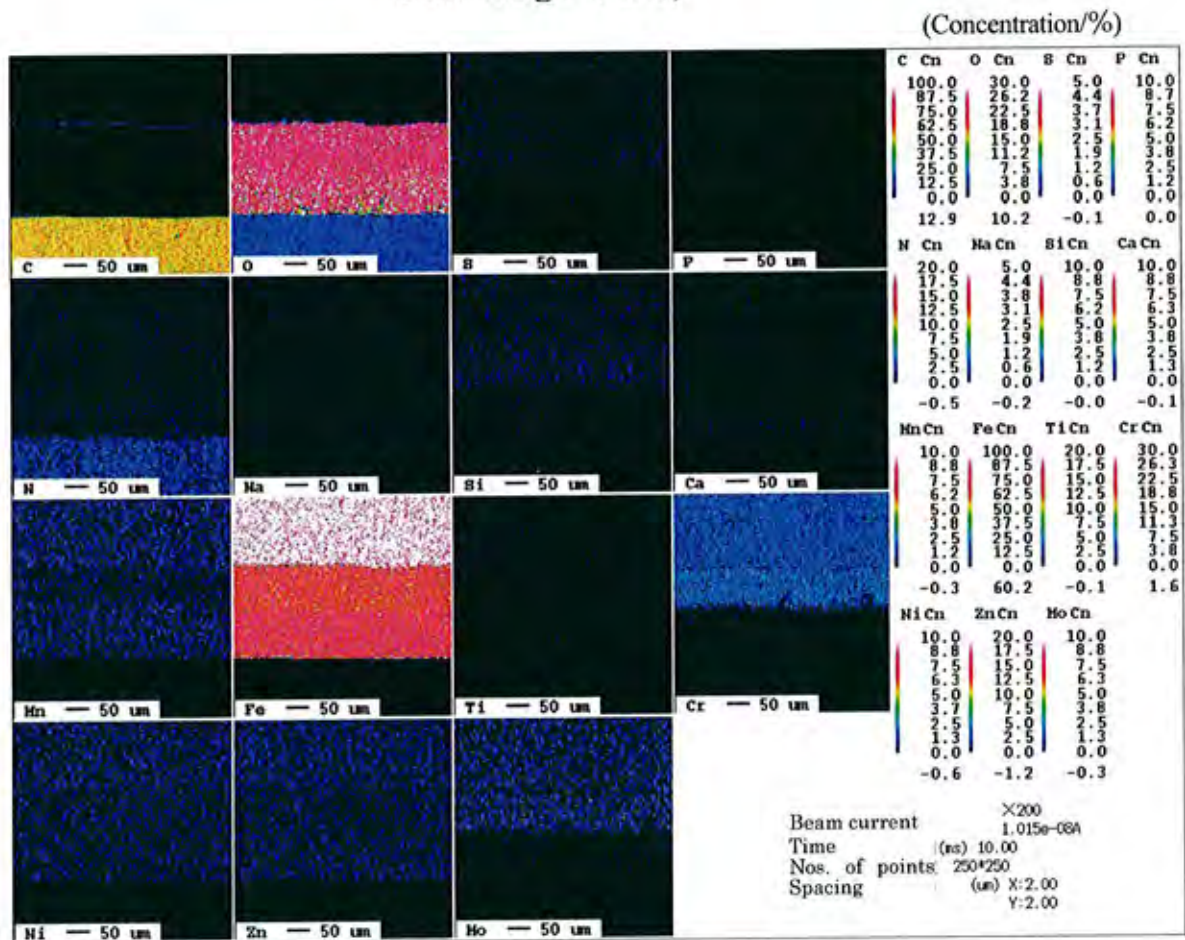 (Concentration/%)
C Cn O Cn S Cn P Cn
100.0 30.0 5.0 10.0
87.5 26.2 4.4 8.7
75.0 22.5 3.7 7.5
62.5 18.8 3.1 6.2
50.0 15.0 2.5 5.0
37.5 11.2 1.9 3.8
25.0 7.5 1.2 2.5
12.5 3.8 0.6 1.2
0.0 0.0 0.0 0.0
12.9 10.2 -0.1 0.0
C 50 um O 50 um S 50 um P 50 um
N Cn Na Cn Si Cn Ca Cn
20.0 5.0 10.0 10.0
17.5 4.4 8.8 8.8
15.0 3.8 7.5 7.5
12.5 3.1 6.2 6.3
10.0 2.5 5.0 5.0
7.5 1.9 3.8 3.8
5.0 1.2 2.5 2.5
2.5 0.6 1.2 1.3
0.0 0.0 0.0 0.0
-0.5 -0.2 -0.0 -0.1
N 50 um Na 50 um Si 50 um Ca 50 um
Mn Cn Fe Cn Ti Cn Cr Cn
10.0 100.0 20.0 30.0
8.8 87.5 17.5 26.3
7.5 75.0 15.0 22.5
6.2 62.5 12.5 18.8
5.0 50.0 10.0 15.0
3.8 37.5 7.5 11.3
2.5 25.0 5.0 7.5
1.2 12.5 2.5 3.8
0.0 0.0 0.0 0.0
-0.3 60.2 -0.1 1.6
Mn 50 um Fe 50 um Ti 50 um Cr 50 um
Ni Cn Zn Cn Mo Cn
10.0 20.0 10.0
8.8 17.5 8.8
7.5 15.0 7.5
6.3 12.5 6.3
5.0 10.0 5.0
3.7 7.5 3.8
2.5 5.0 2.5
1.3 2.5 1.3
0.0 0.0 0.0
-0.6 -1.2 -0.3
Ni 50 um Zn 50 um Mo 50 um
×200
Beam current 1.015e-08A
Time (ms) 10.00
Nos. of points 250*250
Spacing (um) X:2.00
Y:2.00